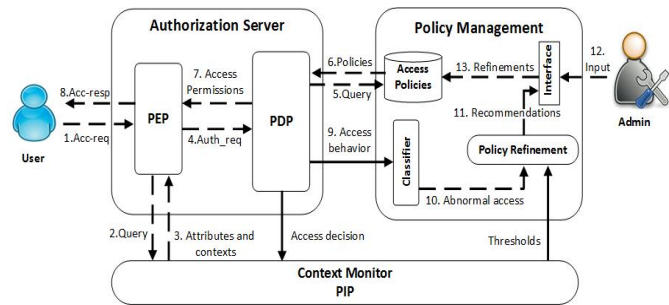 Authorization Server
Policy Management
8.Acc-resp
1.Acc-req
User
PEP
7. Access
Permissions
4.Auth_req
PDP
6.Policies
5.Query
Access
Policies
13. Refinements
Interface
12.
Input
Admin
11. Recommendations
9. Access
behavior
Classifier
Policy Refinement
10. Abnormal access
2.Query
3. Attributes and
contexts
Access decision
Thresholds
Context Monitor
PIP